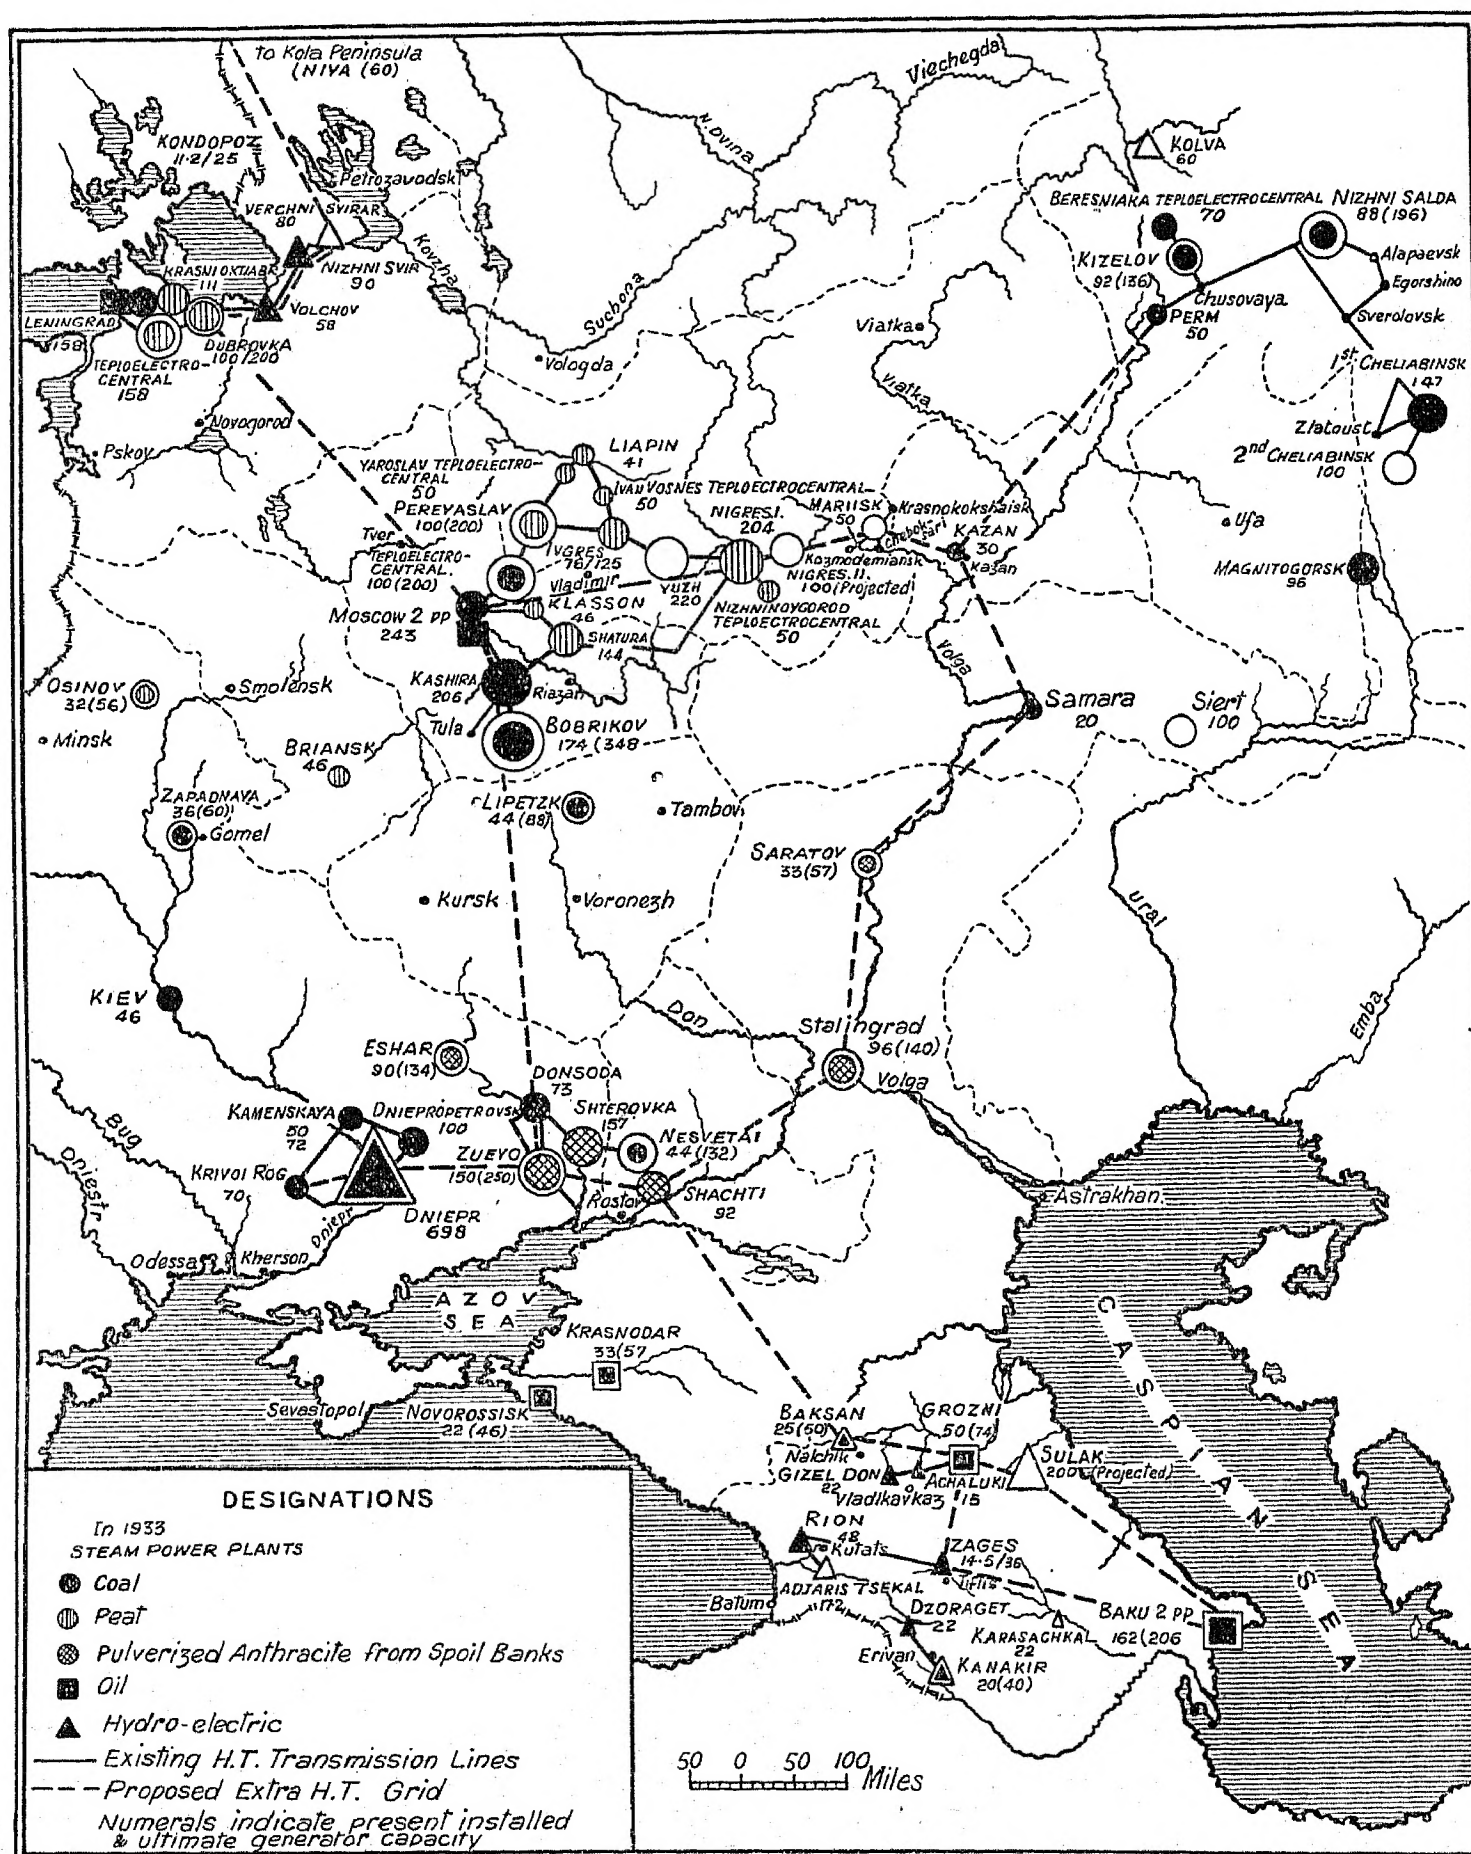 To Kola Peninsula
(NIVA (60)
Viechegda
N. Dvina
KONDOPOZ
11·2/25
KOLVA
60
Petrozavodsk
BERESNIAKA TEPLOELECTROCENTRAL
70
NIZHNI SALDA
88(196)
VERCHNI SVIRAR
80
Kovzha
KIZELOV
92(136)
Alapaevsk
NIZHNI SVIR
90
KRASNI OKTIABR
111
Egorshino
Chusovaya
PERM
50
Suchona
VOLCHOV
58
LENINGRAD
158
Viatka
Sverolovsk
DUBROVKA
100/200
TEPLOELECTRO-
CENTRAL
158
Vologda
1st CHELIABINSK
147
Viatka
Novogorod
Pskov
Zlatoust
2nd CHELIABINSK
100
LIAPIN
41
YAROSLAV TEPLOELECTRO-
CENTRAL
50
IVAN VOSNES TEPLOECTROCENTRAL
50
PEREYASLAV
100(200)
NIGRES.I.
204
MARIISK
50
Krasnokokshaisk
Chebok-
sari
Ufa
KAZAN
30
Kazan
Tver
TEPLOELECTRO-
CENTRAL
100(200)
IVGRES
76/125
Kozmodemiansk
NIGRES.II.
100(Projected)
MAGNITOGORSK
96
Vladimir
YUZH
220
KLASSON
46
NIZHNINOVGOROD
TEPLOECTROCENTRAL
50
MOSCOW 2 PP
243
SHATURA
144
Volga
OSINOV
32(56)
Smolensk
KASHIRA
206
Riazan
Samara
20
Siert
100
Minsk
Tula
BOBRIKOV
174(348
BRIANSK
46
ZAPADNAYA
36(60)
LIPETZK
44(88)
Tambov
Gomel
SARATOV
33(57)
Kursk
Voronezh
Ural
KIEV
46
Don
Emba
Stalingrad
96(140)
ESHAR
90(134)
Volga
DONSODA
73
KAMENSKAYA
50
72
DNIEPROPETROVSK
100
SHTEROVKA
157
Bug
NESVETAI
44(132)
ZUEVO
150(250)
Dniestr
KRIVOI ROG
70
SHACHTI
92
Rostov
Astrakhan
DNIEPR
698
Dniepr
Odessa
Kherson
AZOV
SEA
KRASNODAR
33(57
CASPIAN SEA
Sevastopol
NOVOROSSISK
22(46)
BAKSAN
25(50)
GROZNI
50(74)
Nalchik
SULAK
200(Projected)
GIZEL DON
22
ACHALUKI
15
Vladikavkaz
RION
48
Kutats
ZAGES
14·5/36
Tiflis
ADJARIS TSEKAL
172
Batum
DZORAGET
22
KARASACHKAL
22
BAKU 2 PP
162(206
Erivan
KANAKIR
20(40)
DESIGNATIONS
In 1933
STEAM POWER PLANTS
Coal
Peat
Pulverized Anthracite from Spoil Banks
Oil
Hydro-electric
Existing H.T. Transmission Lines
Proposed Extra H.T. Grid
Numerals indicate present installed
& ultimate generator capacity
50 0 50 100 Miles